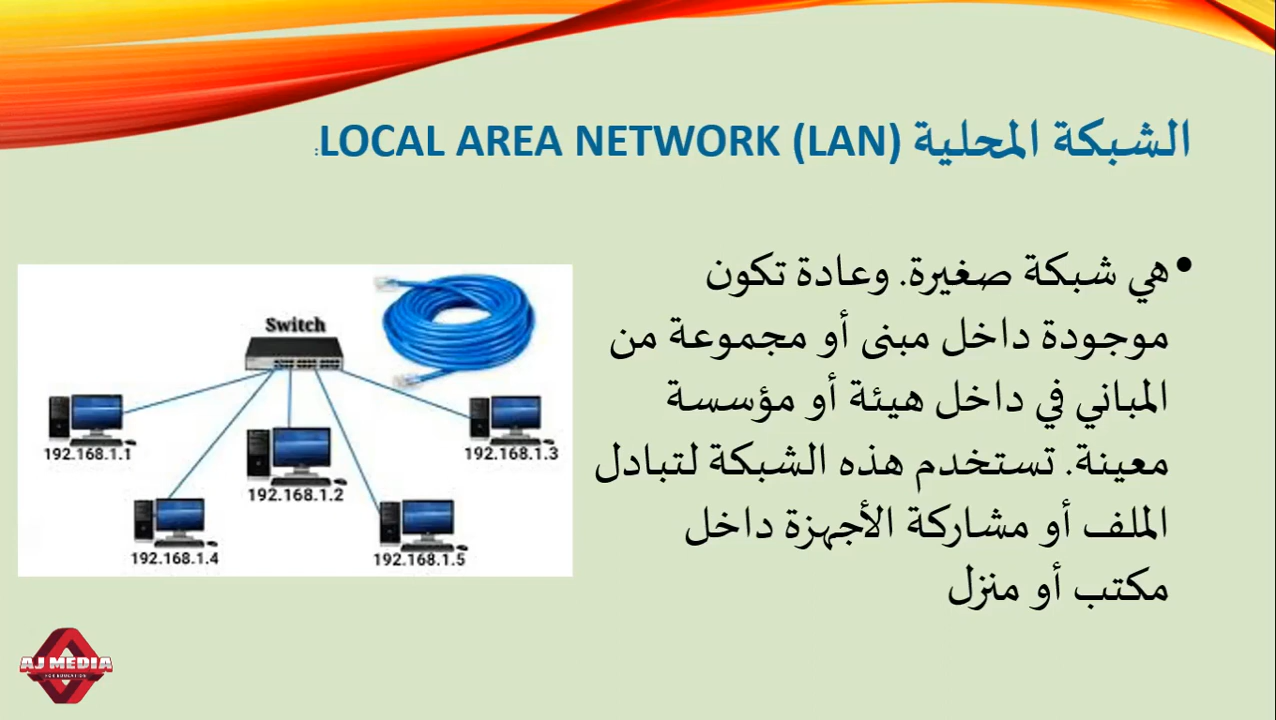 الشبكة المحلية LOCAL AREA NETWORK (LAN):
•هي شبكة صغيرة. وعادة تكون
موجودة داخل مبنى أو مجموعة من
المباني في داخل هيئة أو مؤسسة
معينة. تستخدم هذه الشبكة لتبادل
الملف أو مشاركة الأجهزة داخل
مكتب أو منزل
Switch
192.168.1.1
192.168.1.3
192.168.1.2
192.168.1.4
192.168.1.5
AJ MEDIA
FOR EDUCATION